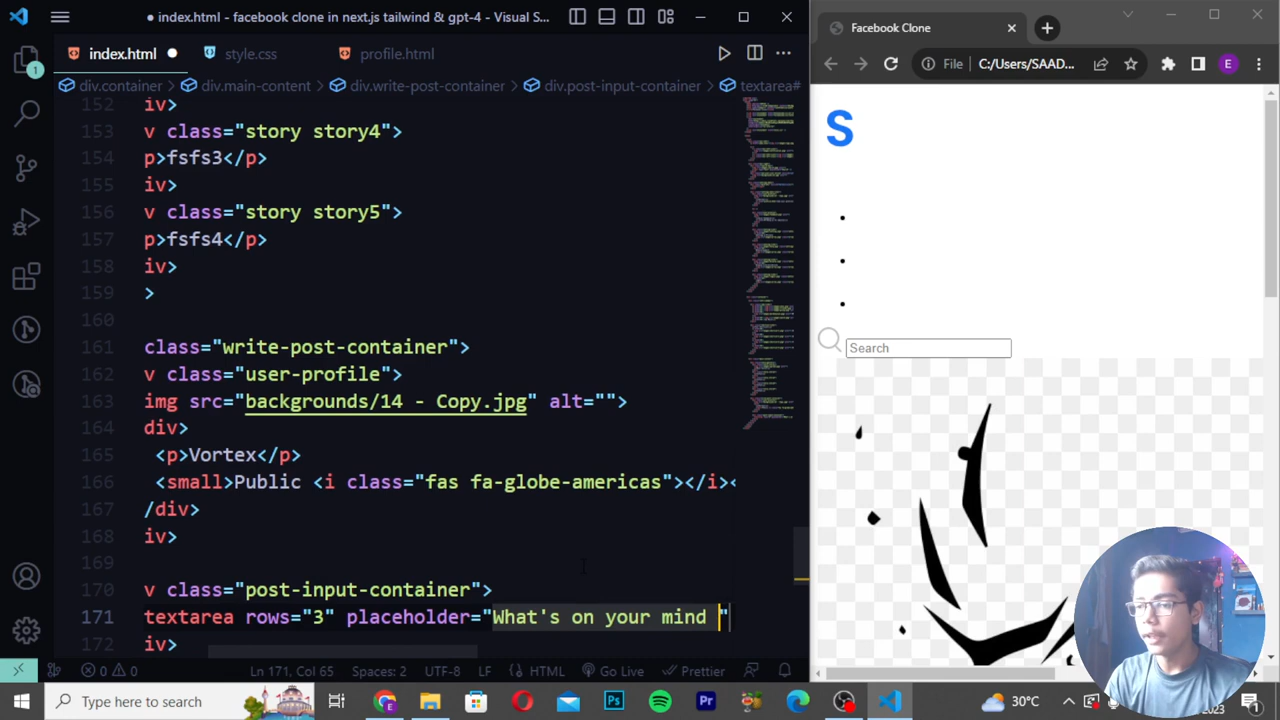 ● index.html - facebook clone in next.js tailwind & gpt-4 - Visual S...
index.html
style.css
profile.html
div.container > div.main-content > div.write-post-container > div.post-input-container > textarea#
152 iv>
153 v class="story story4">
154 p>fsfs3</p>
155 iv>
156 v class="story story5">
157 p>fsfs4</p>
158 iv>
159 >
160
161 class="write-post-container">
162 v class="user-profile">
163 img src="backgrounds/14 - Copy.jpg" alt="">
164 div>
165 <p>Vortex</p>
166 <small>Public <i class="fas fa-globe-americas"></i><
167 /div>
168 iv>
169
170 v class="post-input-container">
171 textarea rows="3" placeholder="What's on your mind "
172 iv>
1
0 0
Ln 171, Col 65
Spaces: 2
UTF-8
LF
HTML
Go Live
Prettier
Facebook Clone
File
C:/Users/SAAD...
E
S
Search
Type here to search
30°C
2023
1